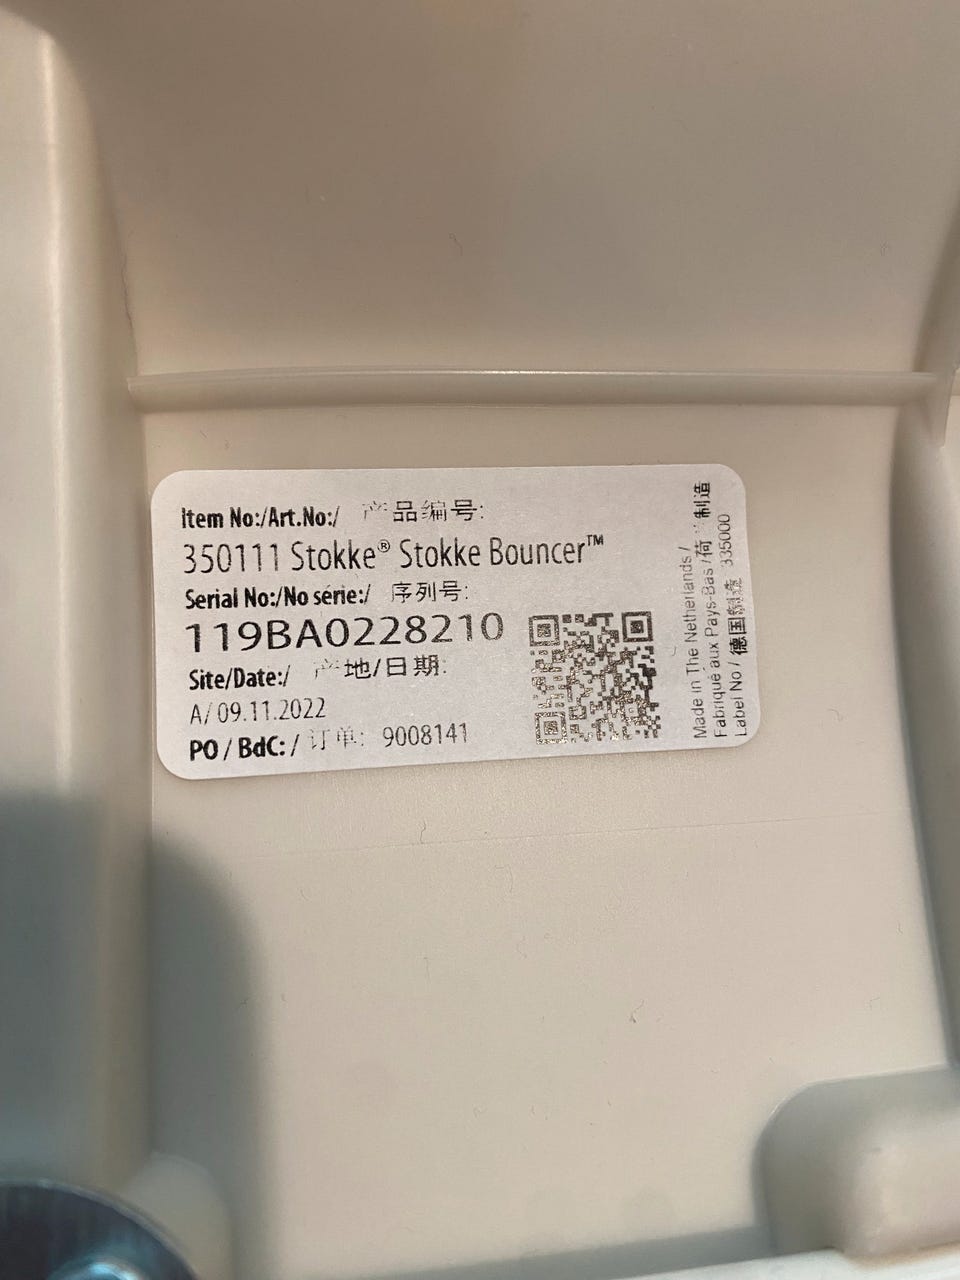 Item No:/Art.No:/ 产品编号:
350111 Stokke® Stokke Bouncer™
Serial No:/No série:/ 序列号:
119BA0228210
Site/Date:/ 产地/日期:
A/ 09.11.2022
PO / BdC: / 订单: 9008141
Made in The Netherlands /
Fabriqué aux Pays-Bas /荷 制造
Label No / 德国制造 335000